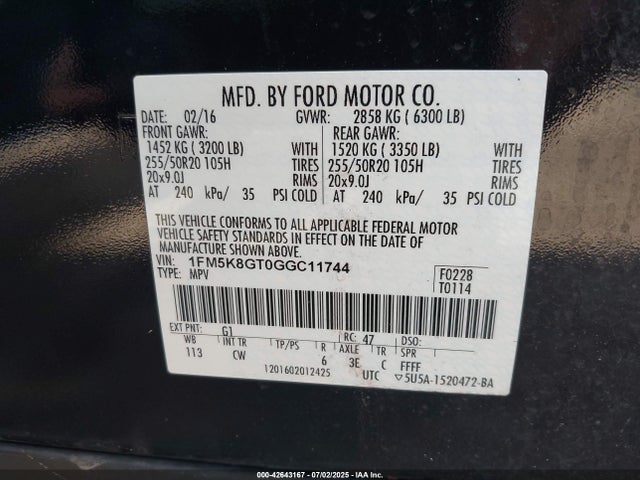 MFD. BY FORD MOTOR CO.
DATE: 02/16 GVWR: 2858 KG ( 6300 LB)
FRONT GAWR: REAR GAWR:
1452 KG ( 3200 LB) WITH 1520 KG ( 3350 LB) WITH
255/50R20 105H TIRES 255/50R20 105H TIRES
20x9.0J RIMS 20x9.0J RIMS
AT 240 kPa/ 35 PSI COLD AT 240 kPa/ 35 PSI COLD
THIS VEHICLE CONFORMS TO ALL APPLICABLE FEDERAL MOTOR
VEHICLE SAFETY STANDARDS IN EFFECT ON THE DATE OF
MANUFACTURE SHOWN ABOVE.
VIN: 1FM5K8GT0GGC11744
TYPE: MPV
F0228
T0114
EXT PNT: G1 RC: 47 DSO:
WB INT TR TP/PS R AXLE TR SPR
113 CW 6 3E C FFFF
1201602012425 UTC ▽5U5A-1520472-BA
00-42643167 - 07/02/2025 - IAA Inc.